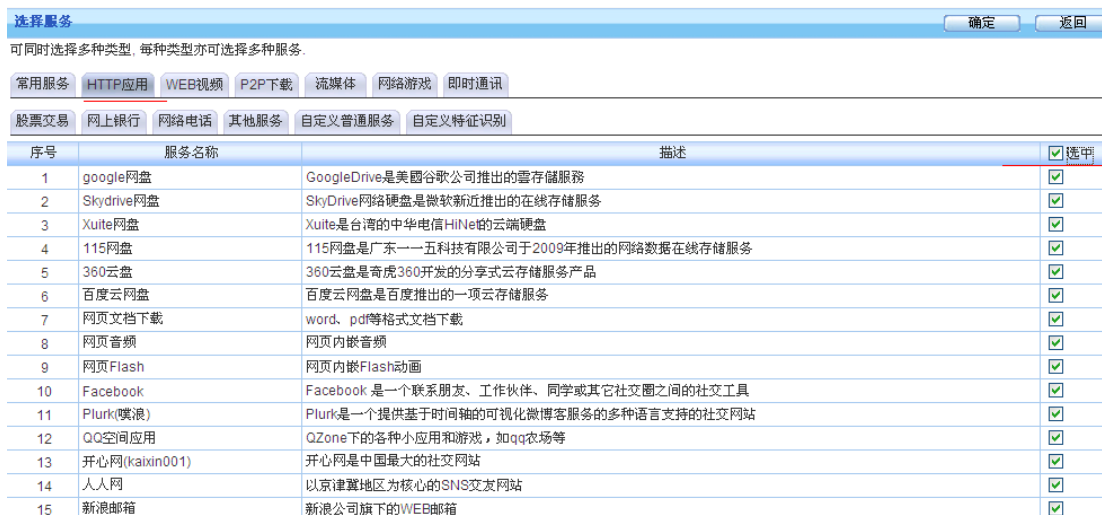 选择服务 确定 返回
可同时选择多种类型, 每种类型亦可选择多种服务.
常用服务 HTTP应用 WEB视频 P2P下载 流媒体 网络游戏 即时通讯
股票交易 网上银行 网络电话 其他服务 自定义普通服务 自定义特征识别
序号 服务名称 描述 选中
1 google网盘 GoogleDrive是美國谷歌公司推出的雲存儲服務
2 Skydrive网盘 SkyDrive网络硬盘是微软新近推出的在线存储服务
3 Xuite网盘 Xuite是台湾的中华电信HiNet的云端硬盘
4 115网盘 115网盘是广东一一五科技有限公司于2009年推出的网络数据在线存储服务
5 360云盘 360云盘是奇虎360开发的分享式云存储服务产品
6 百度云网盘 百度云网盘是百度推出的一项云存储服务
7 网页文档下载 word、pdf等格式文档下载
8 网页音频 网页内嵌音频
9 网页Flash 网页内嵌Flash动画
10 Facebook Facebook 是一个联系朋友、工作伙伴、同学或其它社交圈之间的社交工具
11 Plurk(噗浪) Plurk是一个提供基于时间轴的可视化微博客服务的多种语言支持的社交网站
12 QQ空间应用 QZone下的各种小应用和游戏，如qq农场等
13 开心网(kaixin001) 开心网是中国最大的社交网站
14 人人网 以京津冀地区为核心的SNS交友网站
15 新浪邮箱 新浪公司旗下的WEB邮箱